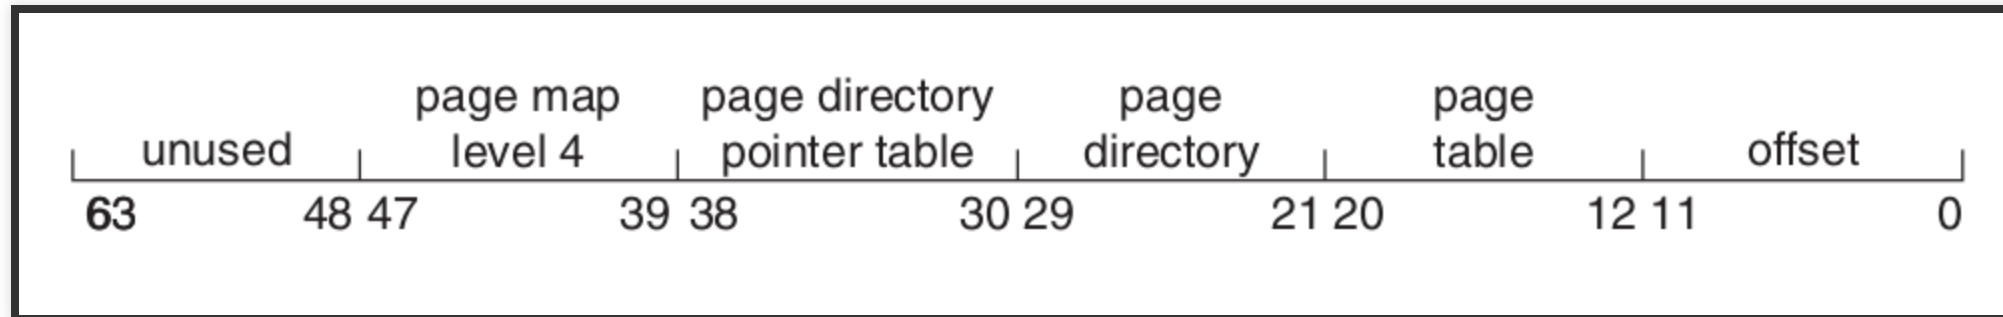 page map page directory page page
unused level 4 pointer table directory table offset
63 48 47 39 38 30 29 21 20 12 11 0